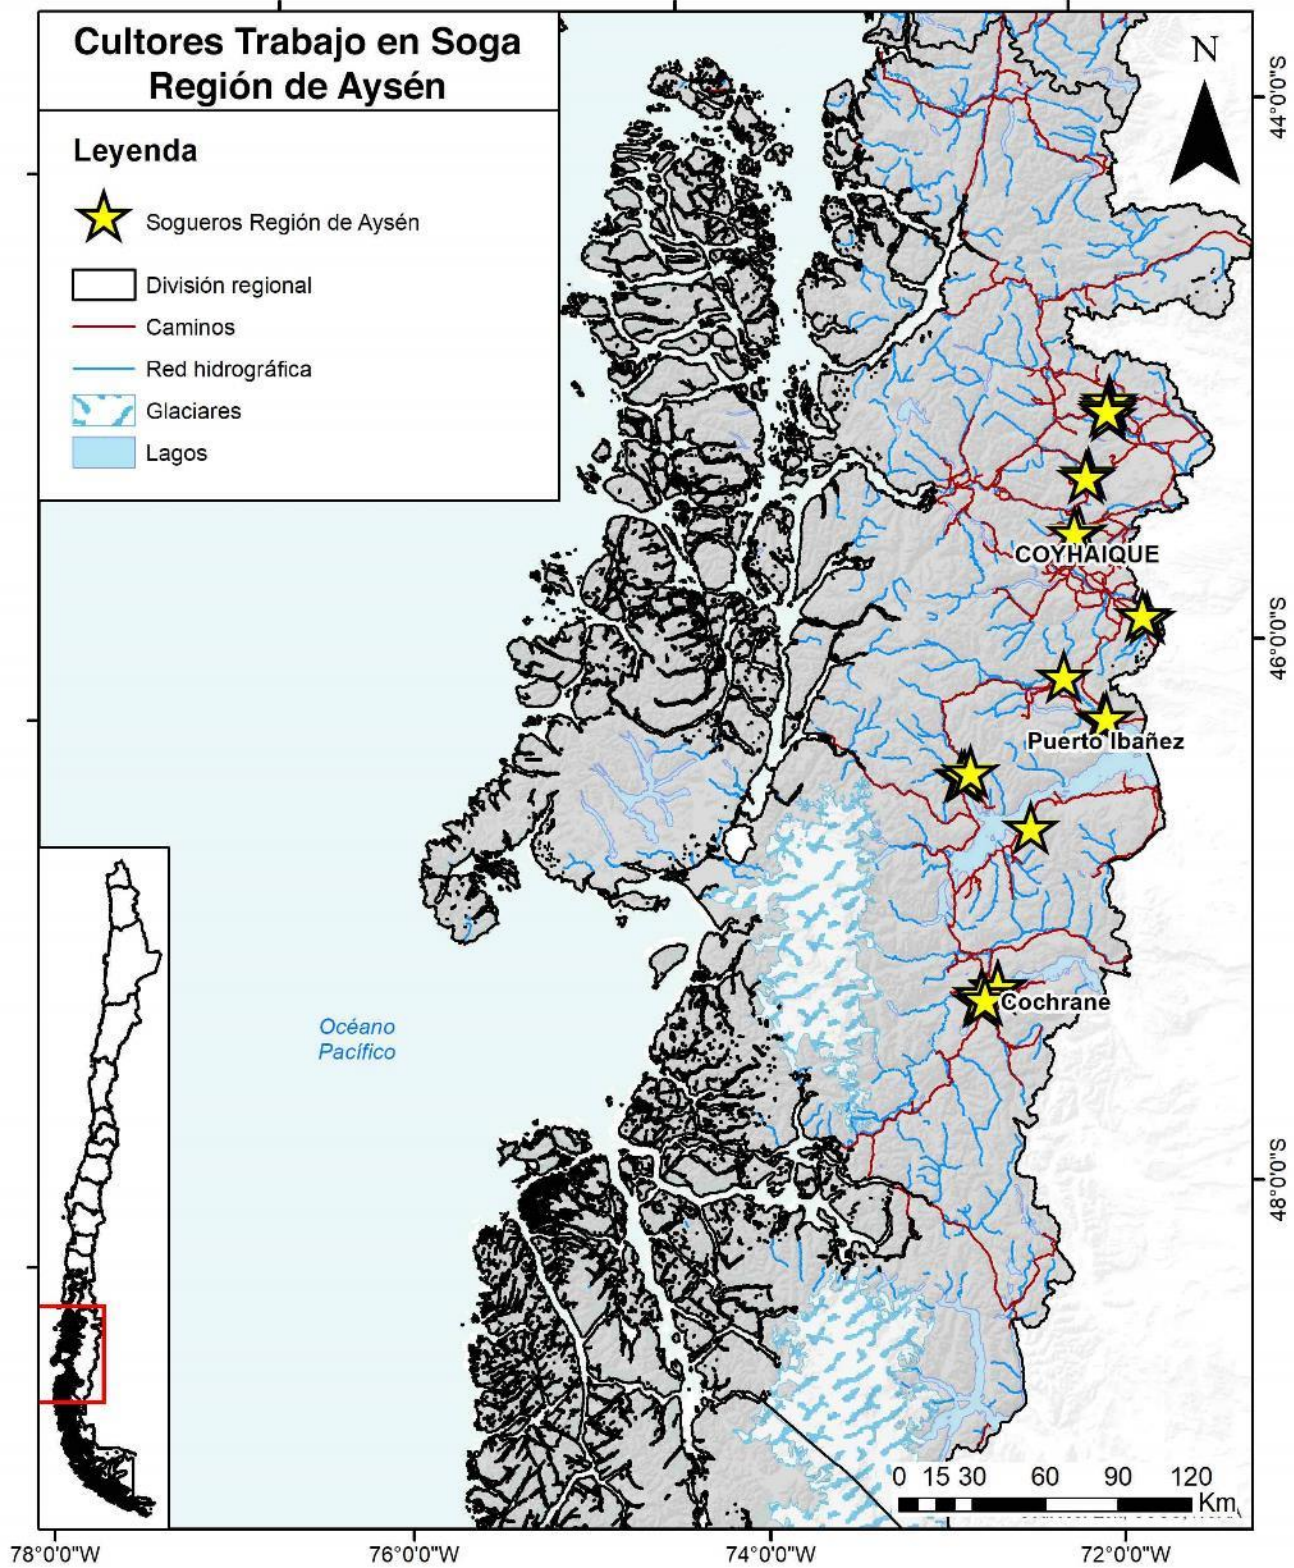 Cultores Trabajo en Soga
Región de Aysén
Leyenda
Sogueros Región de Aysén
División regional
Caminos
Red hidrográfica
Glaciares
Lagos
N
44°0'0"S
COYHAIQUE
46°0'0"S
Puerto Ibañez
Cochrane
Océano
Pacífico
48°0'0"S
0 15 30 60 90 120
Km
78°0'0"W 76°0'0"W 74°0'0"W 72°0'0"W